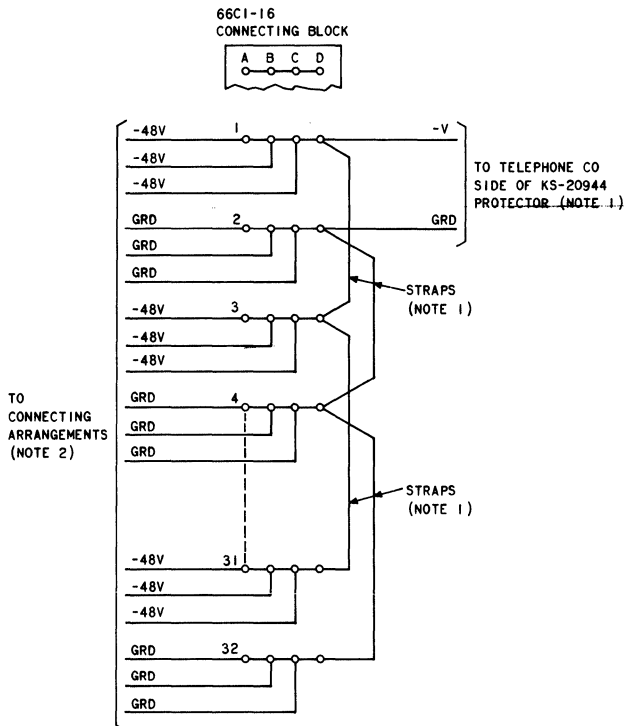 66C1-16
CONNECTING BLOCK
A B C D
-48V 1 -V
-48V
-48V
TO TELEPHONE CO
SIDE OF KS-20944
PROTECTOR (NOTE 1)
GRD 2 GRD
GRD
GRD
STRAPS
(NOTE 1)
-48V 3
-48V
-48V
TO
CONNECTING
ARRANGEMENTS
(NOTE 2)
GRD 4
GRD
GRD
STRAPS
(NOTE 1)
-48V 31
-48V
-48V
GRD 32
GRD
GRD